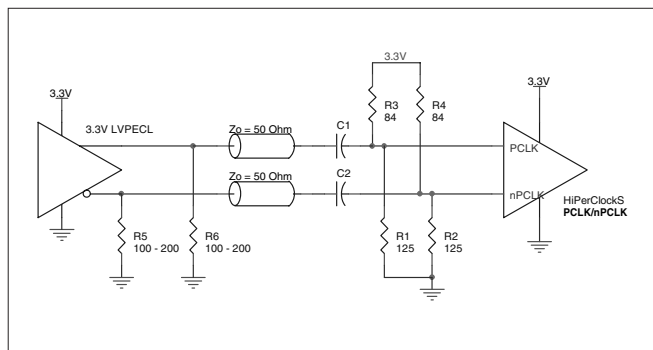 3.3V
3.3V
3.3V
3.3V LVPECL
Zo = 50 Ohm
C1
R3
84
R4
84
PCLK
Zo = 50 Ohm
C2
nPCLK
HiPerClockS
PCLK/nPCLK
R5
100 - 200
R6
100 - 200
R1
125
R2
125